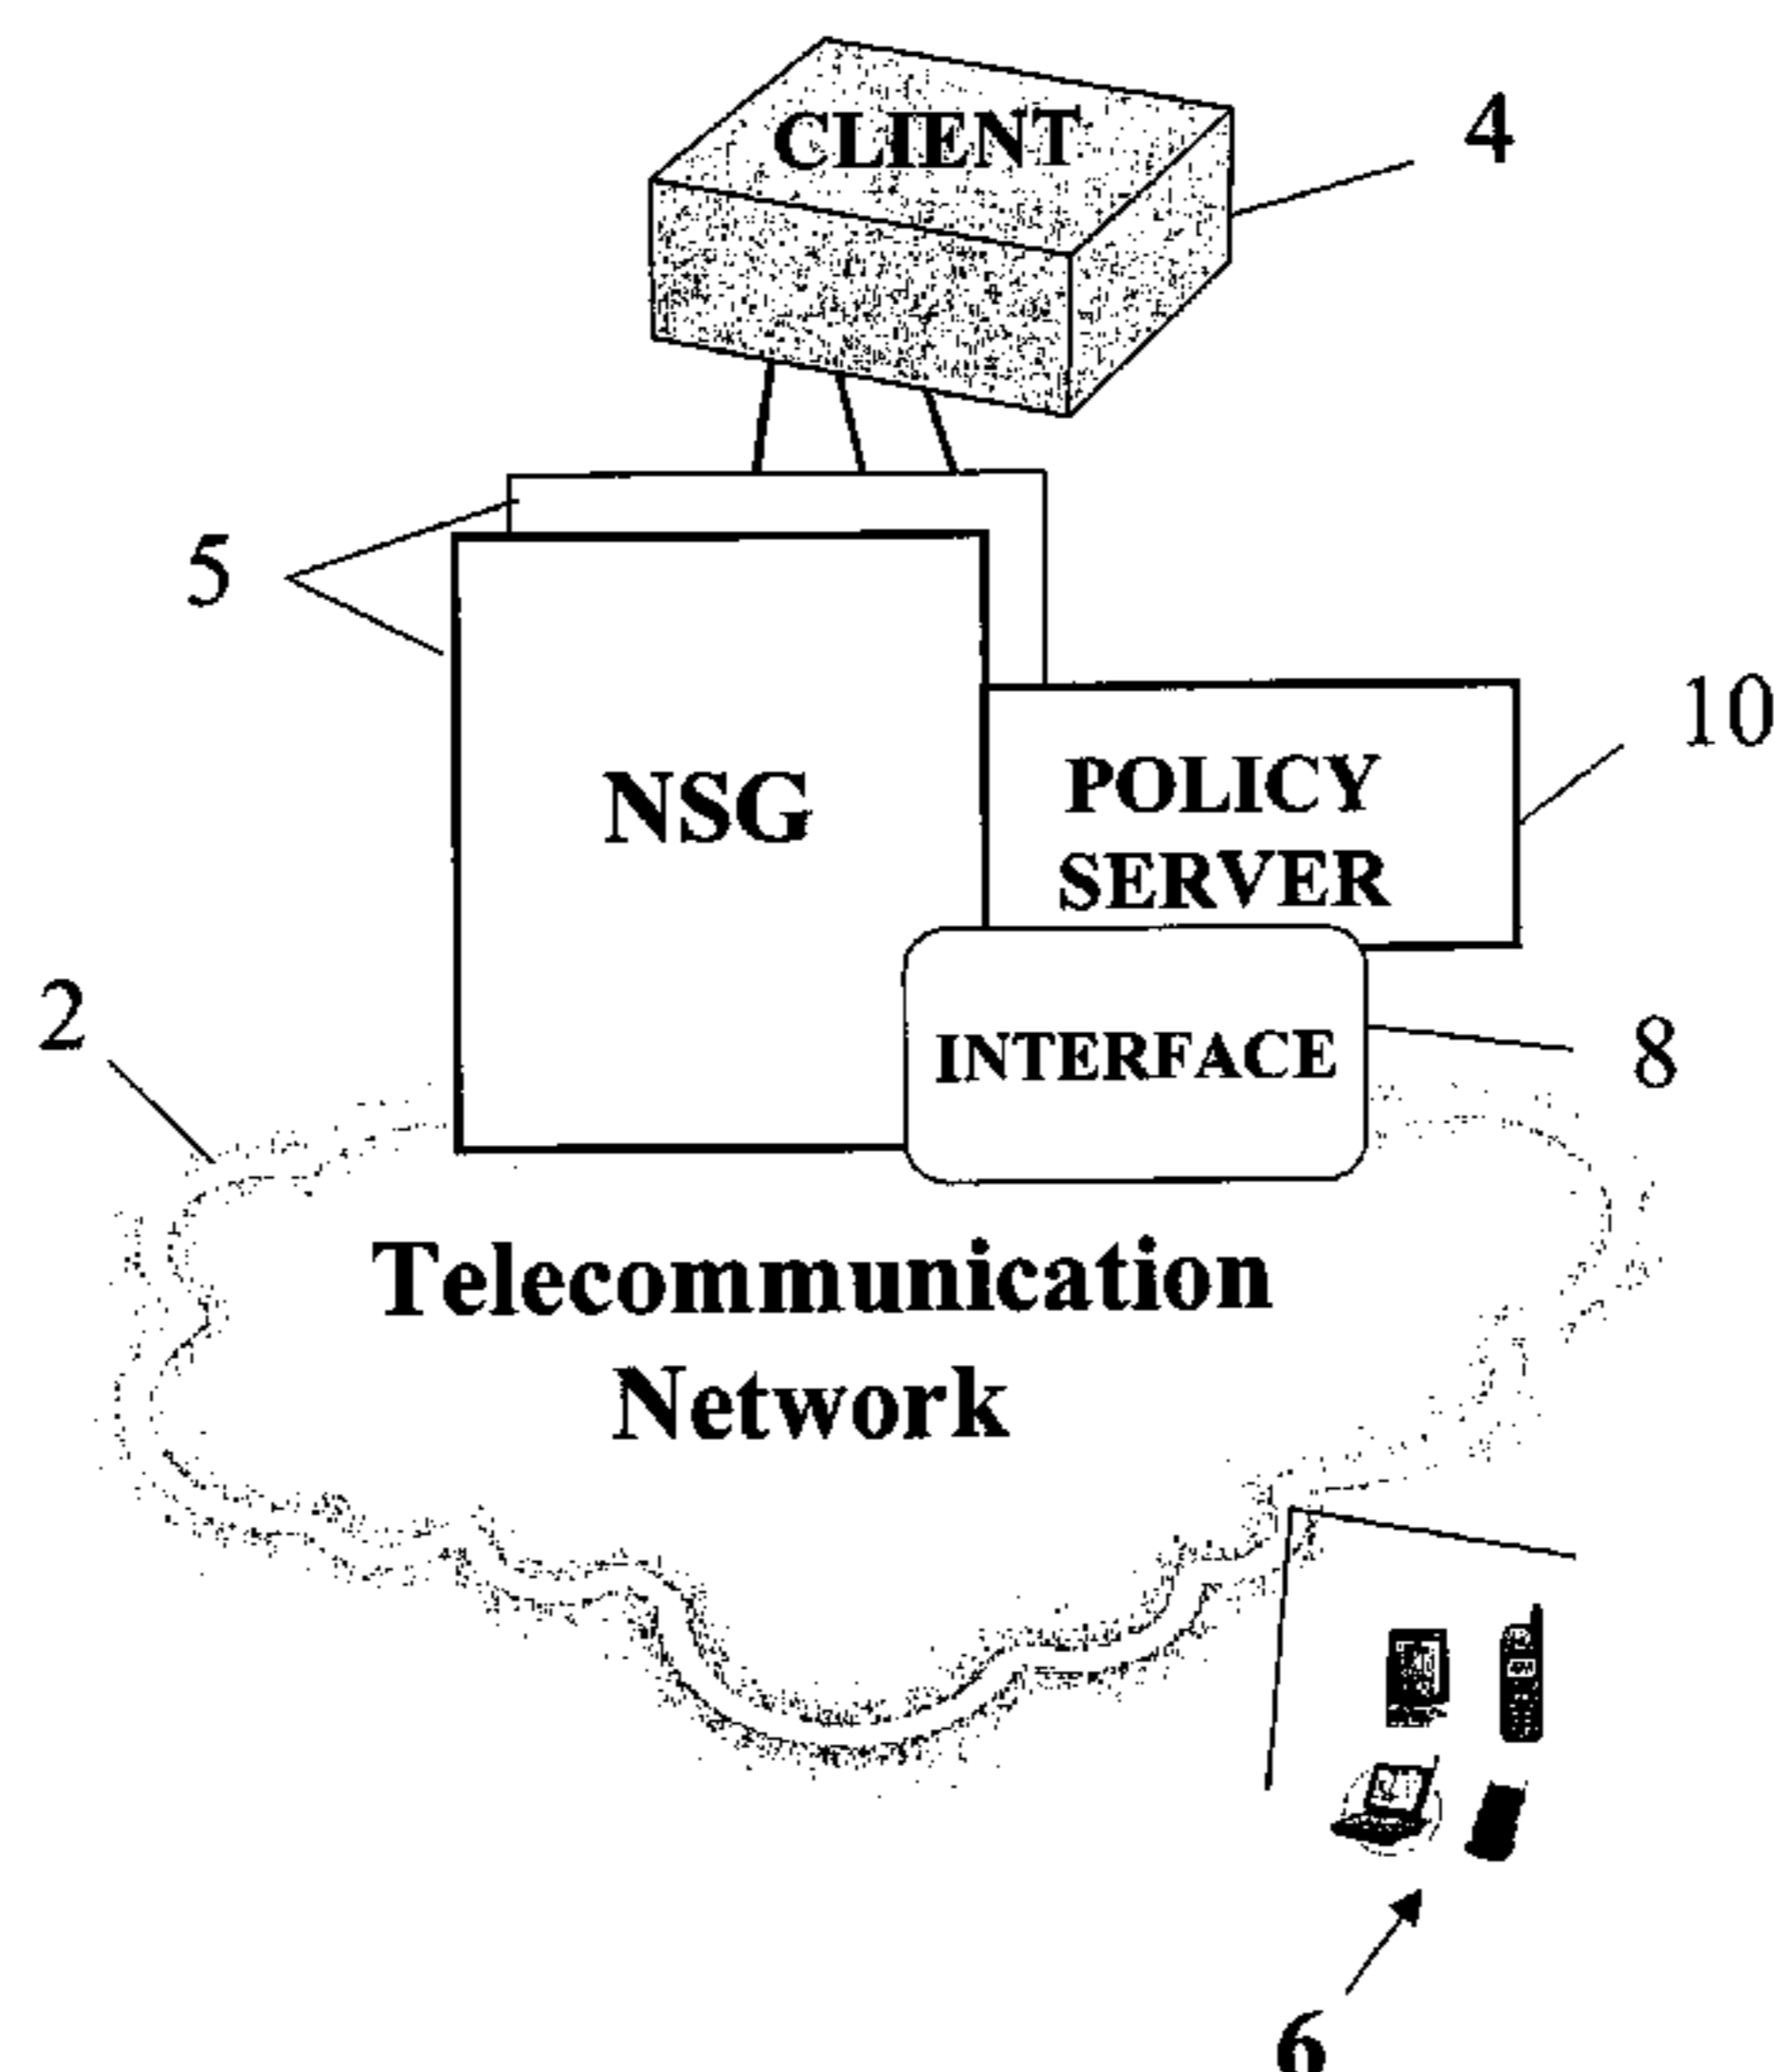 CLIENT
4
5
NSG
10
POLICY
SERVER
2
INTERFACE
8
Telecommunication
Network
6